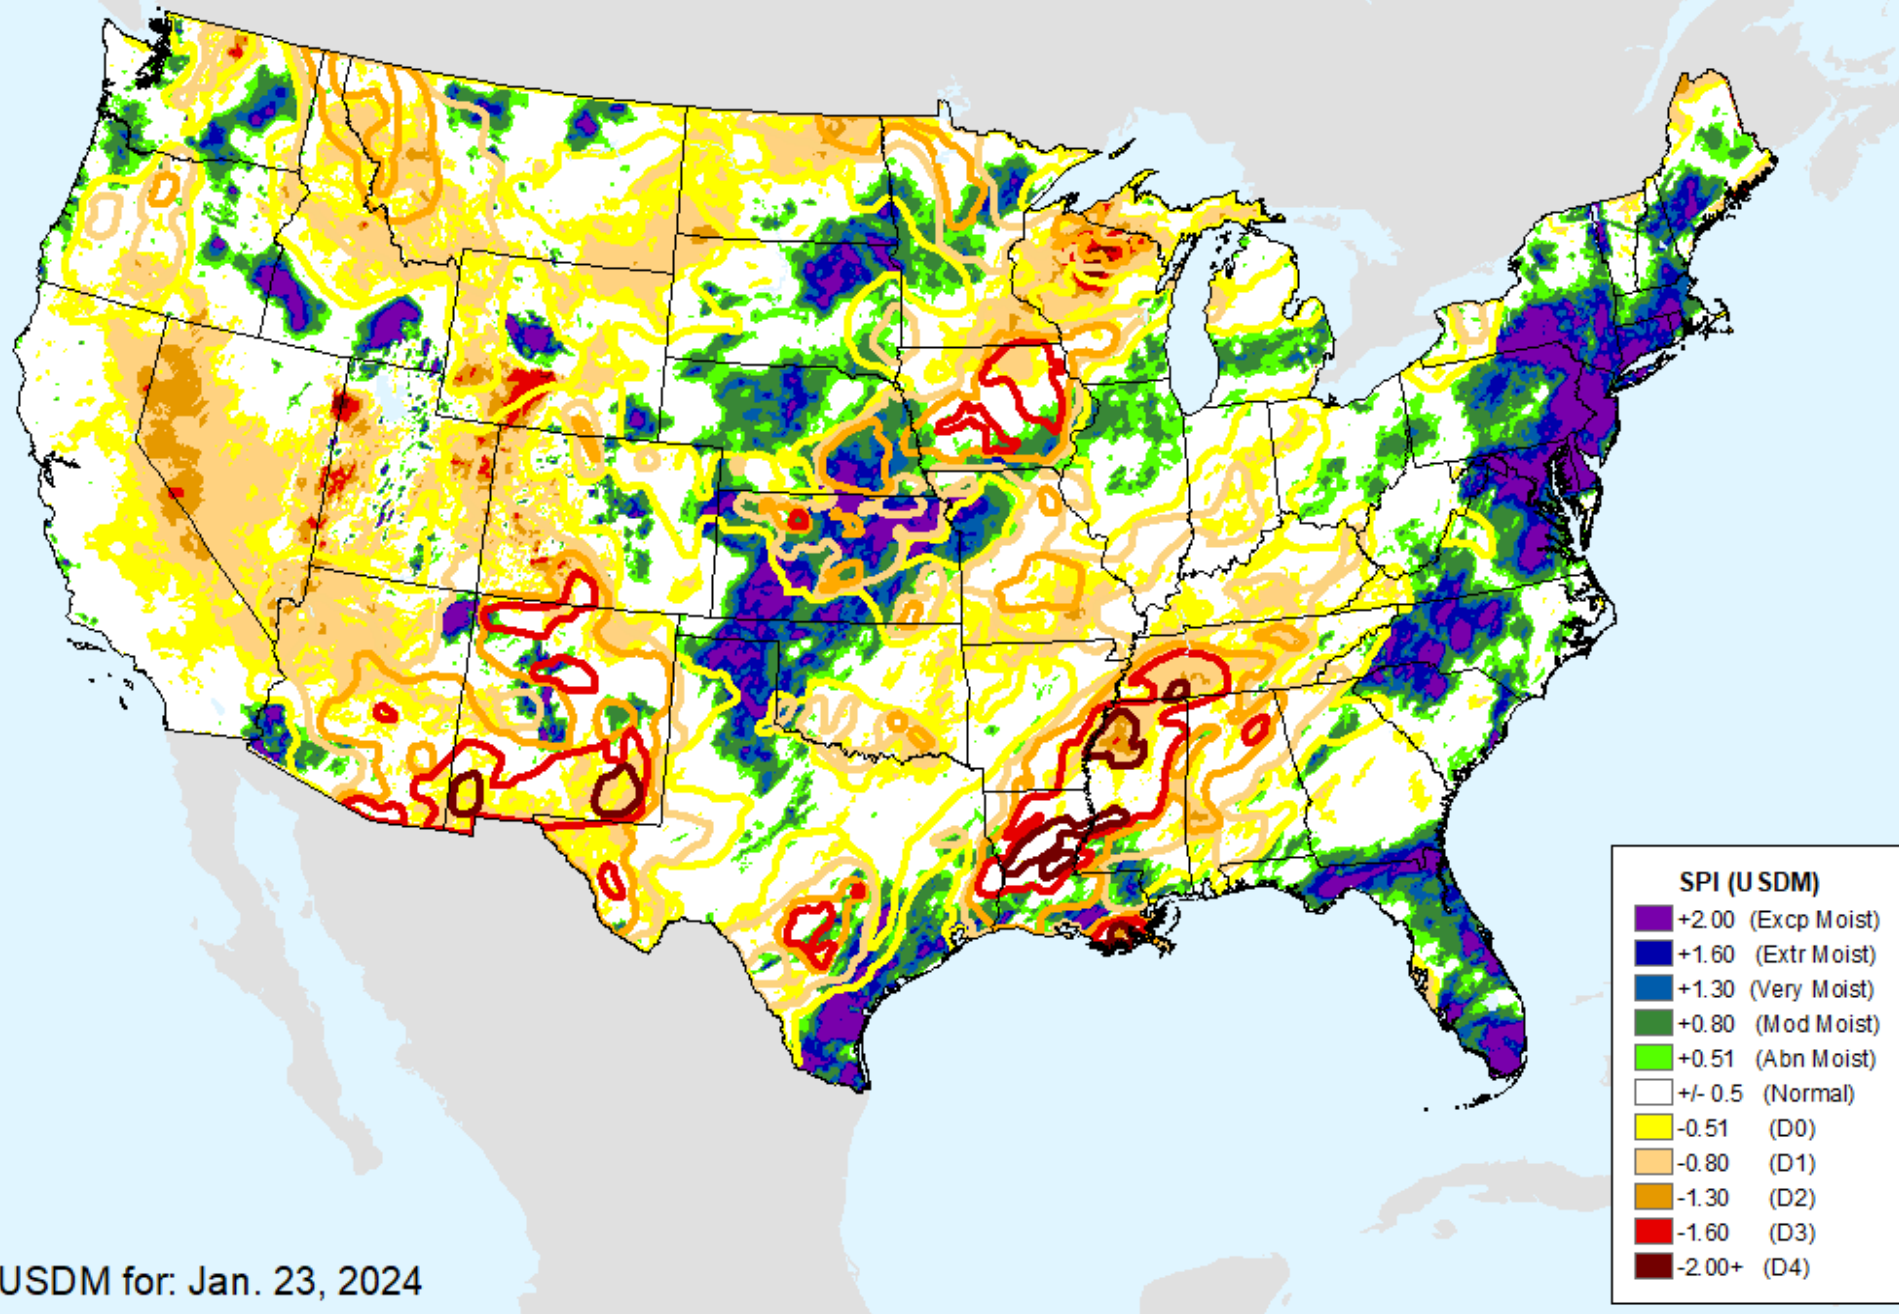 SPI (USDM)
+2.00 (Excp Moist)
+1.60 (Extr Moist)
+1.30 (Very Moist)
+0.80 (Mod Moist)
+0.51 (Abn Moist)
+/- 0.5 (Normal)
-0.51 (D0)
-0.80 (D1)
-1.30 (D2)
-1.60 (D3)
-2.00+ (D4)
USDM for: Jan. 23, 2024